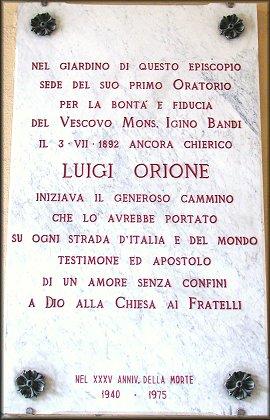 NEL GIARDINO DI QUESTO EPISCOPIO
SEDE DEL SUO PRIMO ORATORIO
PER LA BONTA' E FIDUCIA
DEL VESCOVO MONS. IGINO BANDI
IL 3 - VII - 1892 ANCORA CHIERICO
LUIGI ORIONE
INIZIAVA IL GENEROSO CAMMINO
CHE LO AVREBBE PORTATO
SU OGNI STRADA D'ITALIA E DEL MONDO
TESTIMONE ED APOSTOLO
DI UN AMORE SENZA CONFINI
A DIO ALLA CHIESA AI FRATELLI
NEL XXXV ANNIV. DELLA MORTE
1940 - 1975